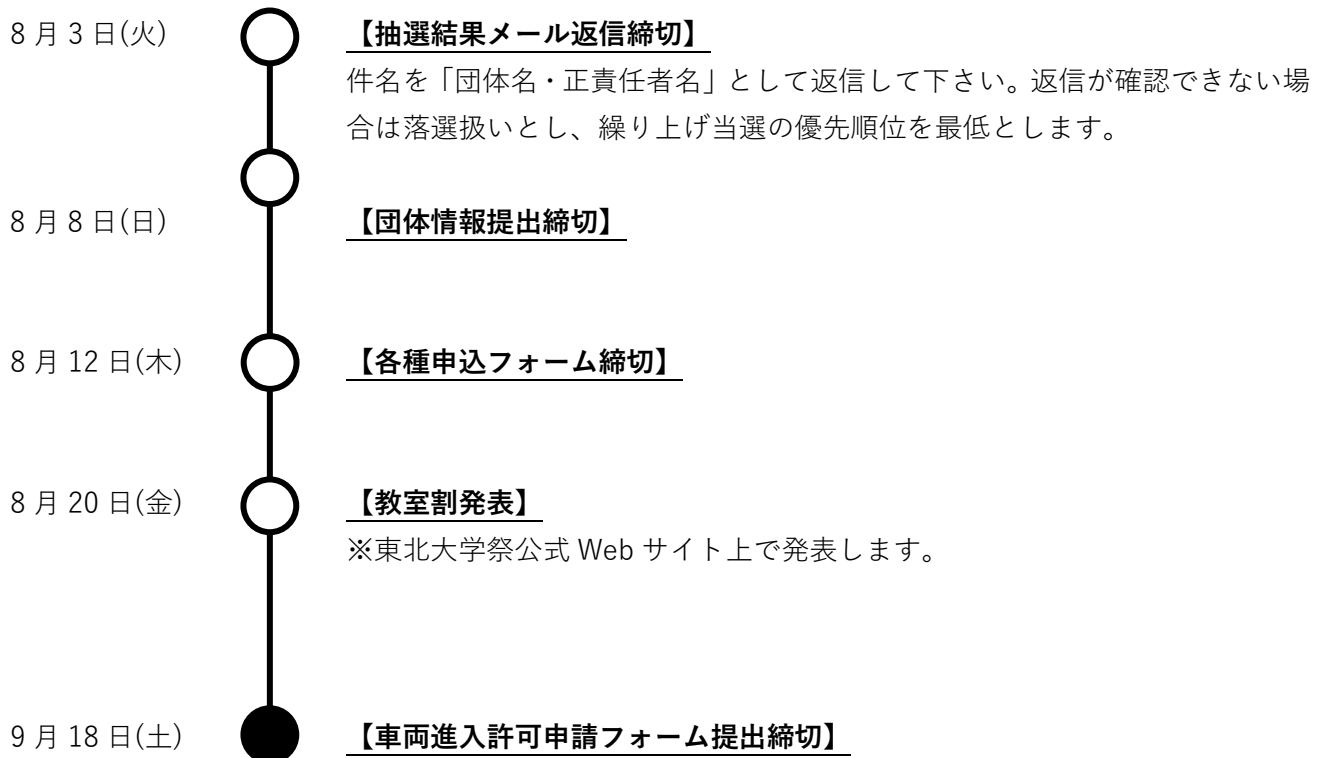 8月3日(火) 【抽選結果メール返信締切】
件名を「団体名・正責任者名」として返信して下さい。返信が確認できない場
合は落選扱いとし、繰り上げ当選の優先順位を最低とします。
8月8日(日) 【団体情報提出締切】
8月12日(木) 【各種申込フォーム締切】
8月20日(金) 【教室割発表】
※東北大学祭公式 Web サイト上で発表します。
9月18日(土) 【車両進入許可申請フォーム提出締切】